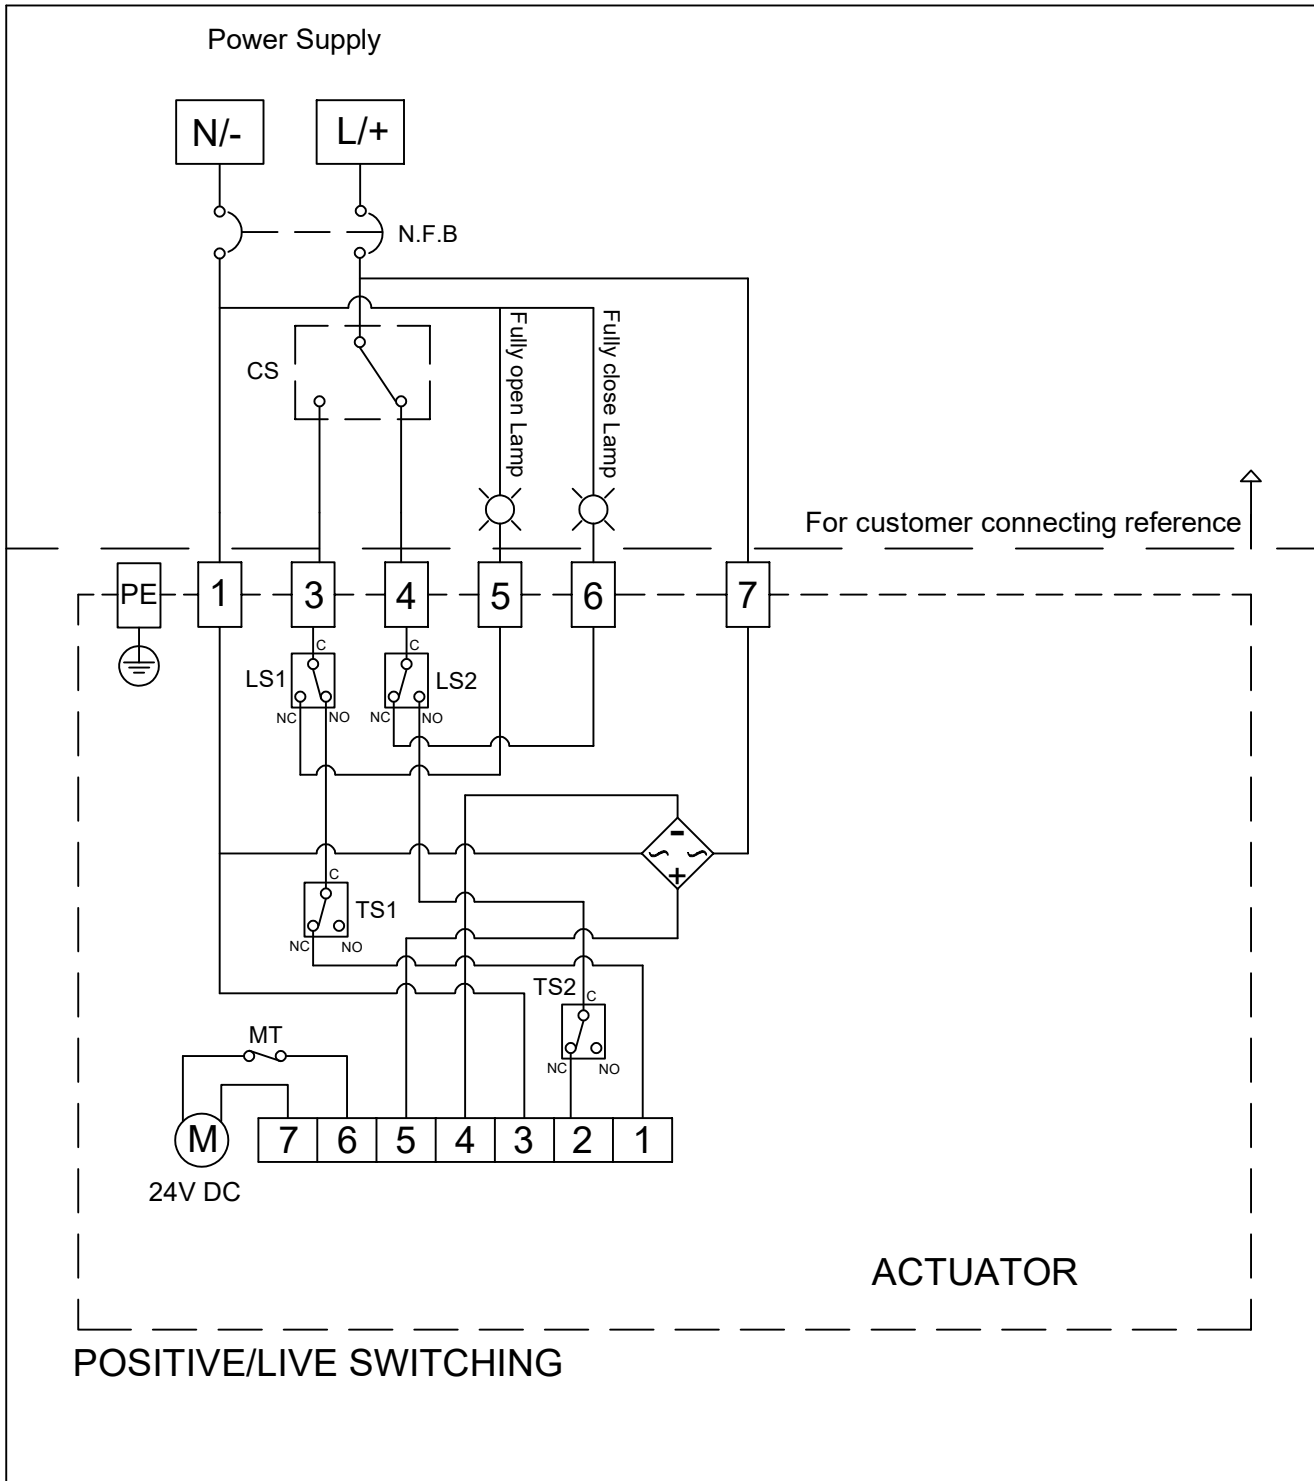 Power Supply
N/-
L/+
N.F.B
CS
Fully open Lamp
Fully close Lamp
For customer connecting reference
PE
1
3
4
5
6
7
C
C
LS1
LS2
NC
NO
NC
NO
-
~ ~
+
C
TS1
NC
NO
TS2
C
MT
NC
NO
M
7 6 5 4 3 2 1
24V DC
ACTUATOR
POSITIVE/LIVE SWITCHING